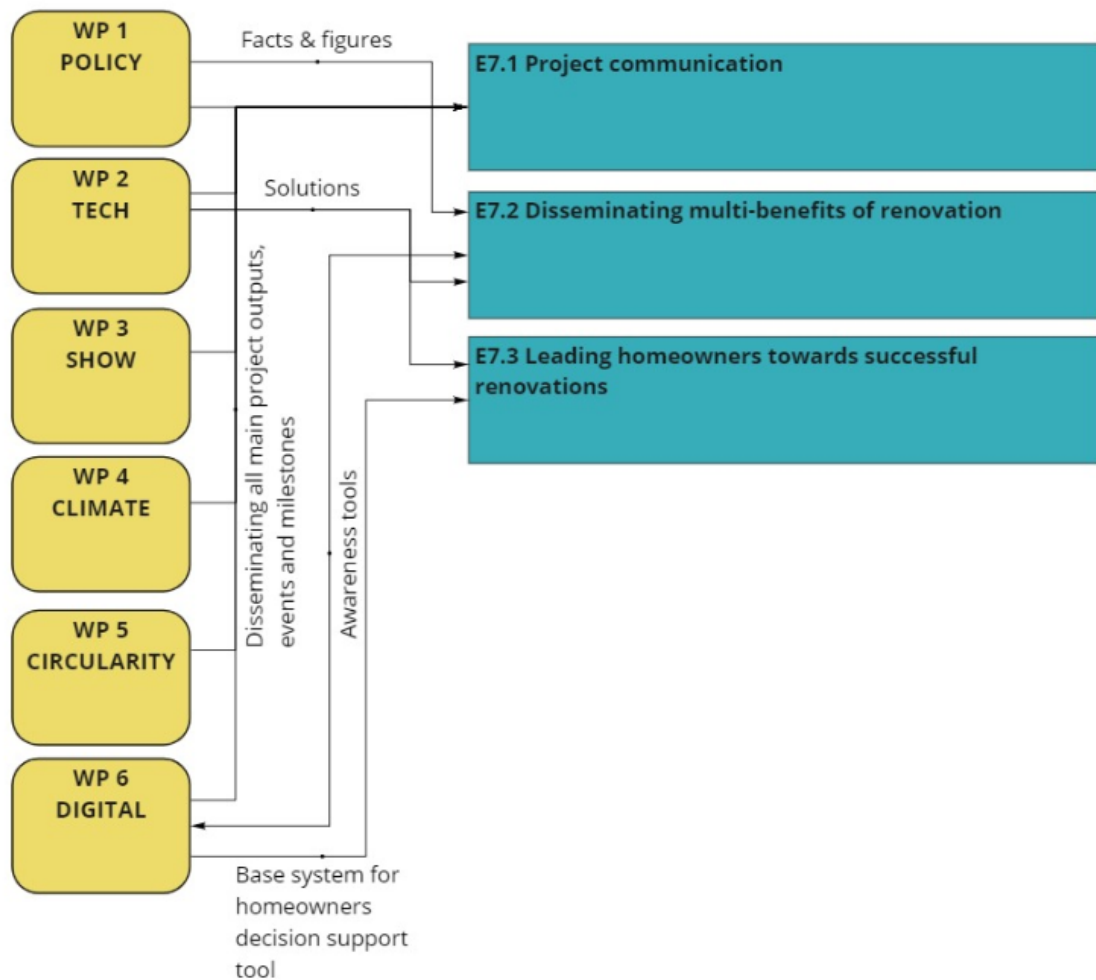 WP 1
POLICY
Facts & figures
E7.1 Project communication
WP 2
TECH
Solutions
E7.2 Disseminating multi-benefits of renovation
WP 3
SHOW
Disseminating all main project outputs,
events and milestones
Awareness tools
E7.3 Leading homeowners towards successful
renovations
WP 4
CLIMATE
WP 5
CIRCULARITY
WP 6
DIGITAL
Base system for
homeowners
decision support
tool